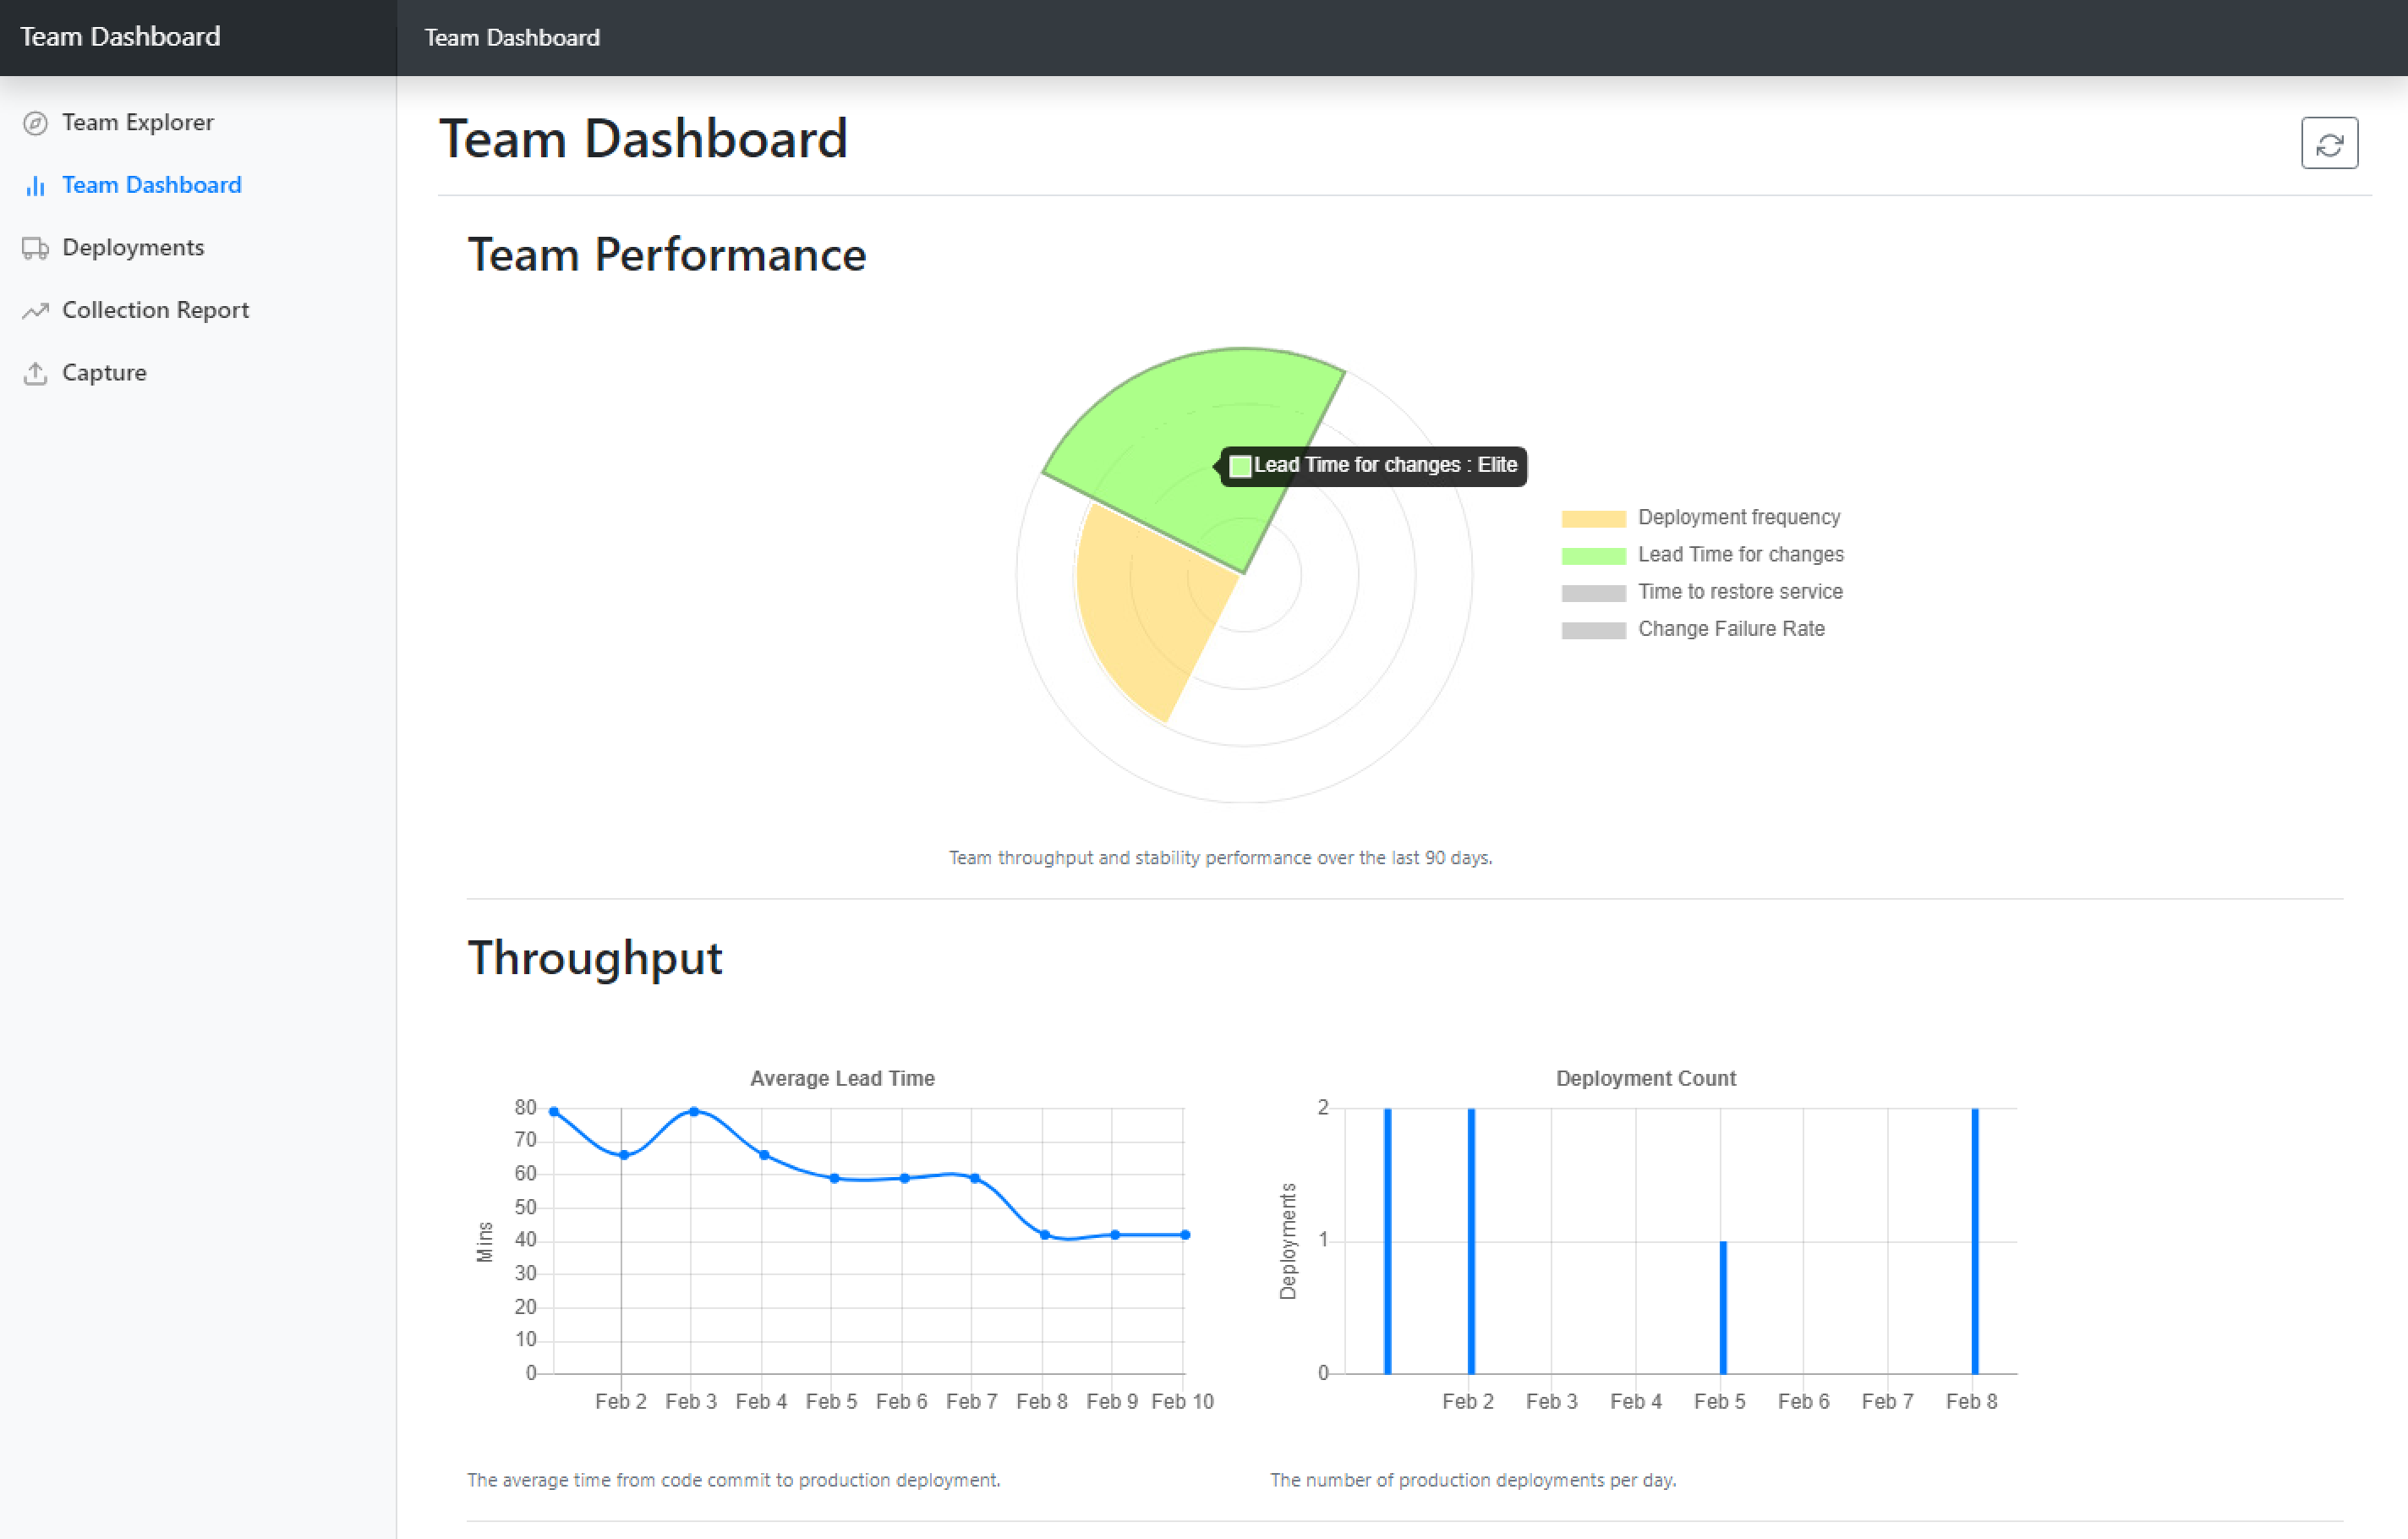 Team Dashboard
Team Dashboard
Team Explorer
Team Dashboard
Deployments
Collection Report
Capture
Team Dashboard
Team Performance
Lead Time for changes : Elite
Deployment frequency
Lead Time for changes
Time to restore service
Change Failure Rate
Team throughput and stability performance over the last 90 days.
Throughput
Average Lead Time
80
70
60
50
40
30
20
10
0
Mins
Feb 2 Feb 3 Feb 4 Feb 5 Feb 6 Feb 7 Feb 8 Feb 9 Feb 10
The average time from code commit to production deployment.
Deployment Count
2
1
0
Deployments
Feb 2 Feb 3 Feb 4 Feb 5 Feb 6 Feb 7 Feb 8
The number of production deployments per day.